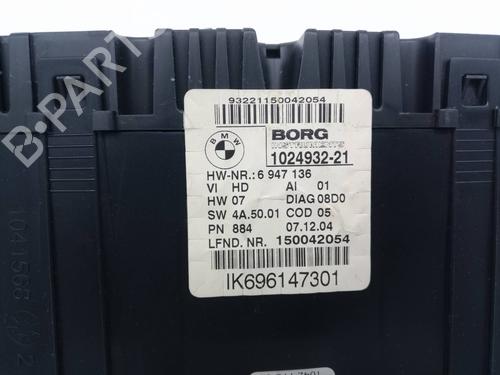 93221150042054
BMW
BORG
INSTRUMENTS
1024932-21
HW-NR.: 6 947 136
VI HD AI 01
HW 07 DIAG 08D0
SW 4A.50.01 COD 05
PN 884 07.12.04
LFND. NR. 150042054
IK696147301